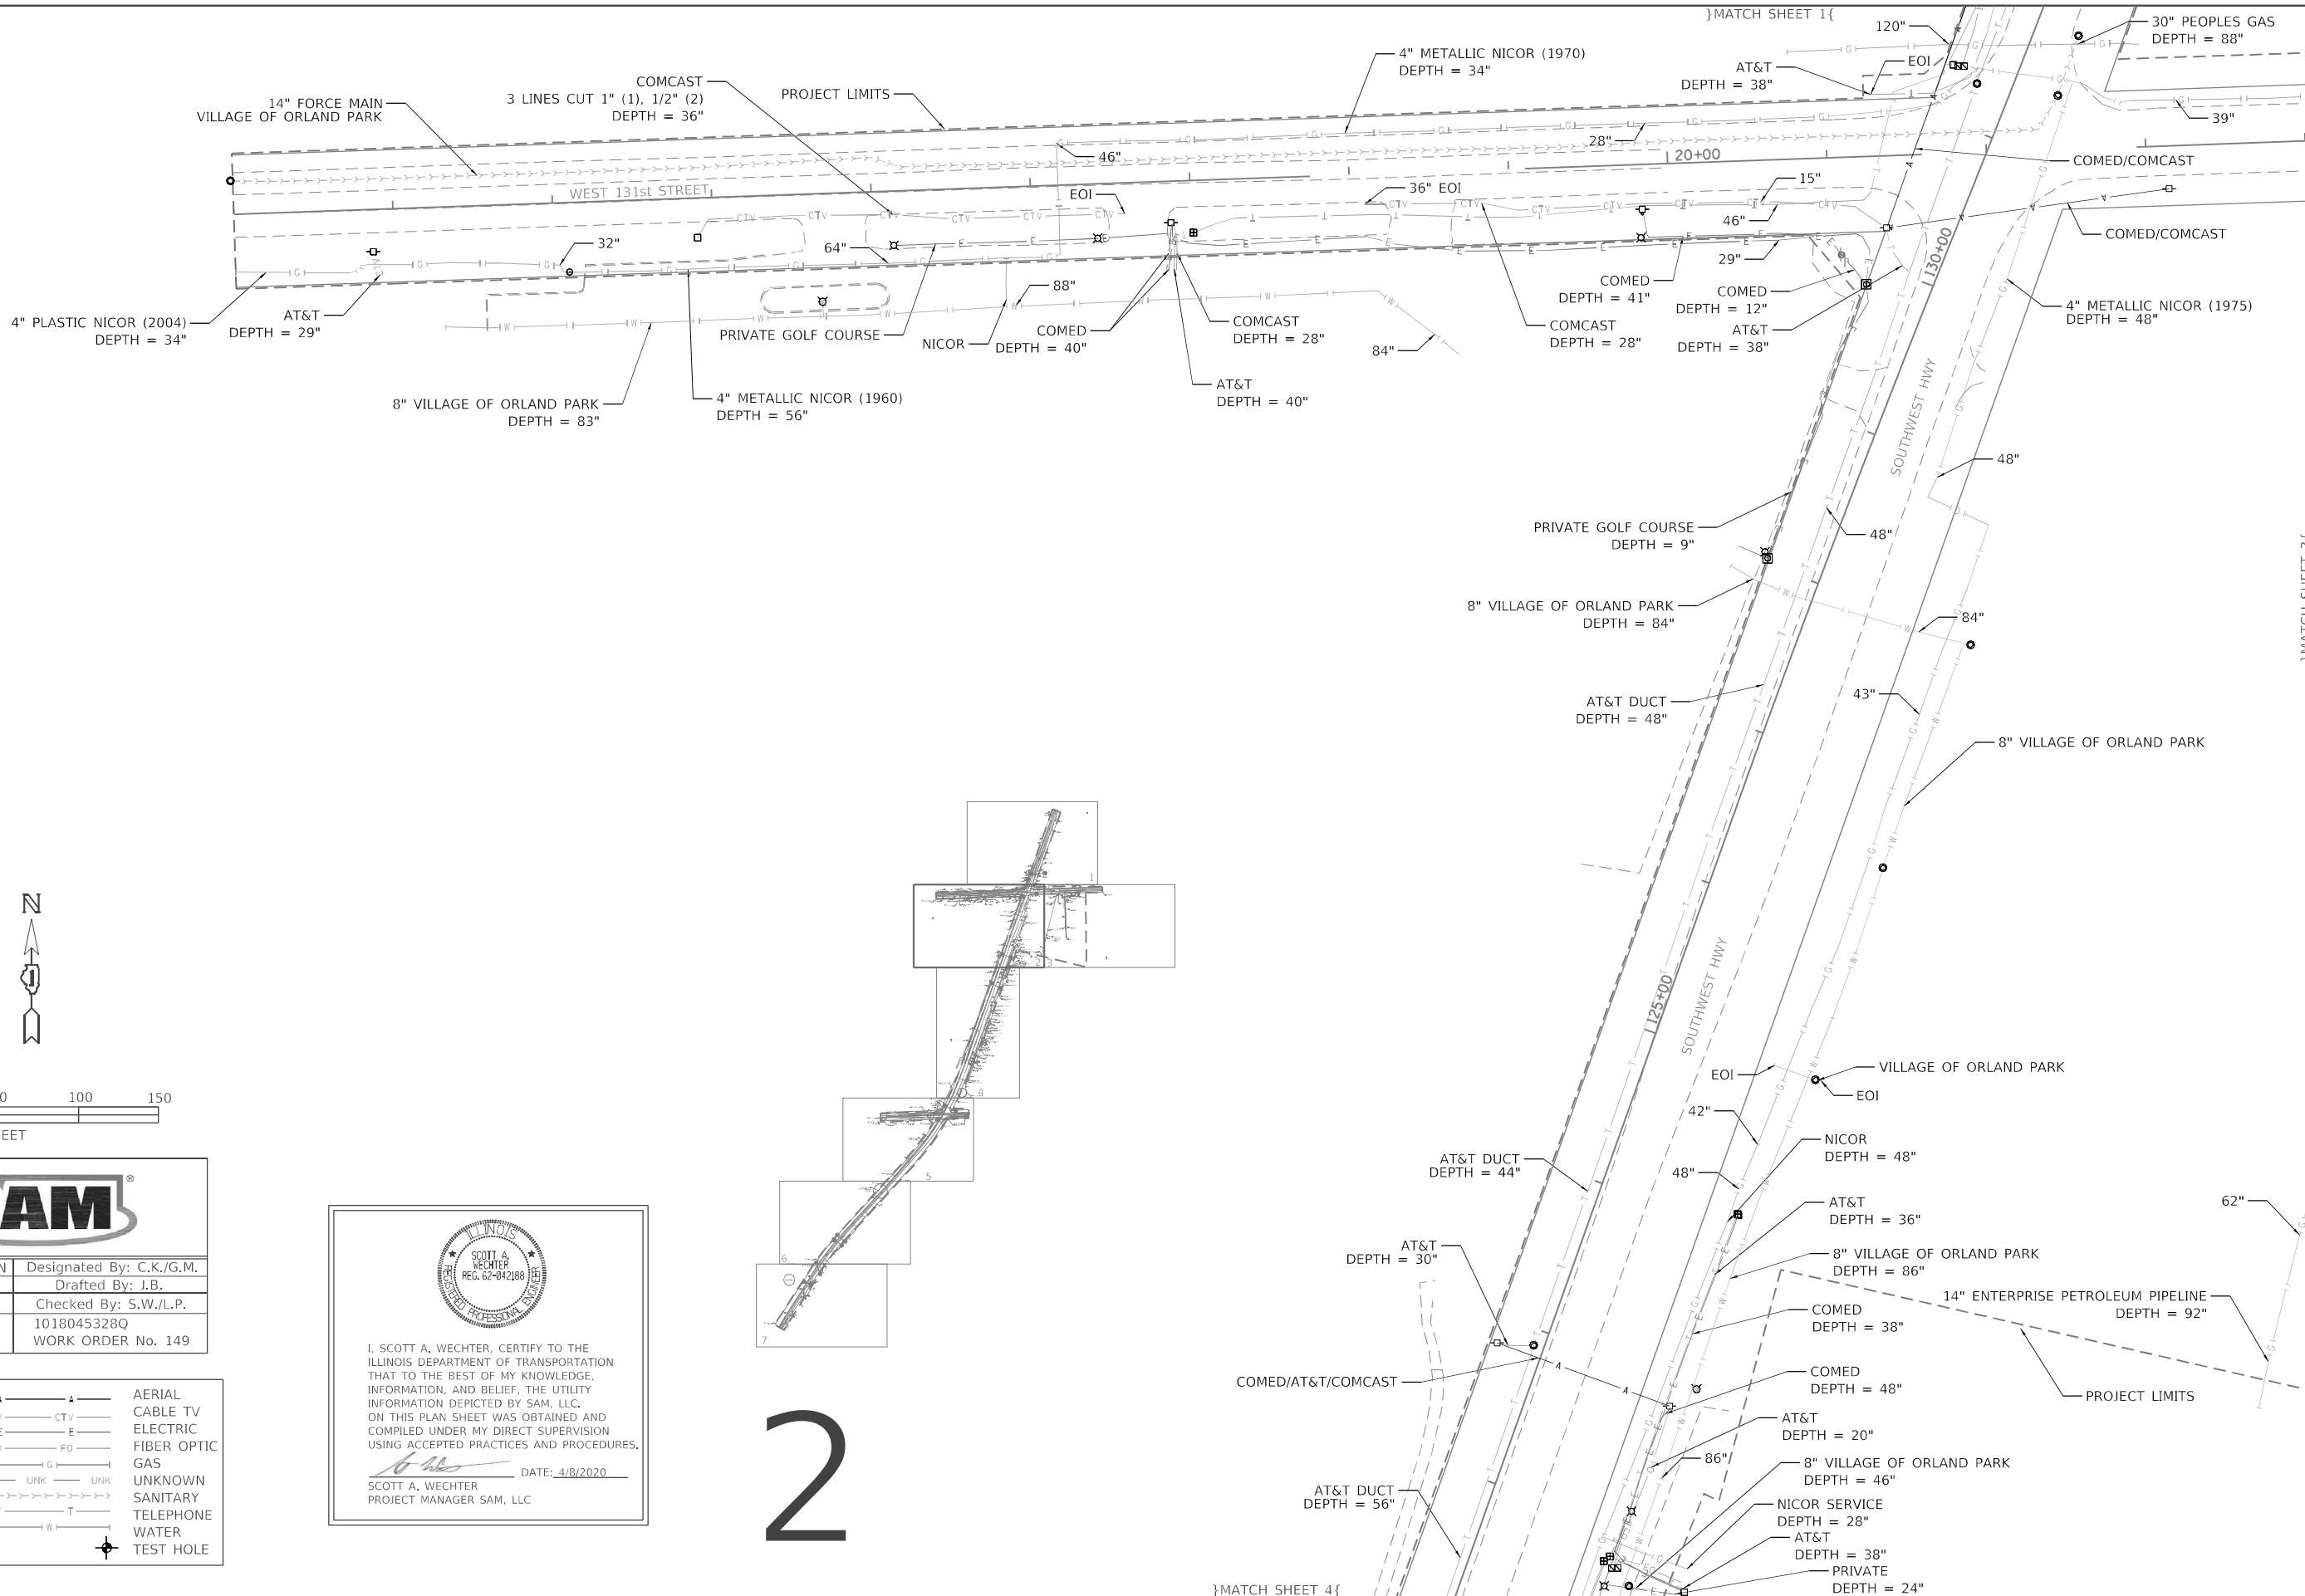 }MATCH SHEET 1{
120"
30" PEOPLES GAS
DEPTH = 88"
4" METALLIC NICOR (1970)
DEPTH = 34"
AT&T
DEPTH = 38"
EOI
COMCAST
3 LINES CUT 1" (1), 1/2" (2)
DEPTH = 36"
PROJECT LIMITS
14" FORCE MAIN
VILLAGE OF ORLAND PARK
39"
28"
46"
20+00
COMED/COMCAST
WEST 131st STREET
EOI
36" EOI
15"
46"
COMED/COMCAST
32"
64"
29"
130+00
88"
COMED
DEPTH = 41"
COMED
DEPTH = 12"
4" METALLIC NICOR (1975)
DEPTH = 48"
4" PLASTIC NICOR (2004)
DEPTH = 34"
AT&T
DEPTH = 29"
PRIVATE GOLF COURSE
NICOR
COMED
DEPTH = 40"
COMCAST
DEPTH = 28"
84"
COMCAST
DEPTH = 28"
AT&T
DEPTH = 38"
AT&T
DEPTH = 40"
8" VILLAGE OF ORLAND PARK
DEPTH = 83"
4" METALLIC NICOR (1960)
DEPTH = 56"
SOUTHWEST HWY
48"
PRIVATE GOLF COURSE
DEPTH = 9"
48"
8" VILLAGE OF ORLAND PARK
DEPTH = 84"
84"
43"
AT&T DUCT
DEPTH = 48"
8" VILLAGE OF ORLAND PARK
1
2
3
4
5
6
7
N
125+00
SOUTHWEST HWY
EOI
VILLAGE OF ORLAND PARK
EOI
42"
100
150
AT&T DUCT
DEPTH = 44"
NICOR
DEPTH = 48"
48"
AT&T
DEPTH = 36"
62"
AT&T
DEPTH = 30"
8" VILLAGE OF ORLAND PARK
DEPTH = 86"
14" ENTERPRISE PETROLEUM PIPELINE
DEPTH = 92"
COMED
DEPTH = 38"
COMED/AT&T/COMCAST
COMED
DEPTH = 48"
PROJECT LIMITS
AT&T
DEPTH = 20"
86"
8" VILLAGE OF ORLAND PARK
DEPTH = 46"
AT&T DUCT
DEPTH = 56"
NICOR SERVICE
DEPTH = 28"
AT&T
DEPTH = 38"
PRIVATE
DEPTH = 24"
}MATCH SHEET 4{
AM
®
Designated By: C.K./G.M.
Drafted By: J.B.
Checked By: S.W./L.P.
1018045328Q
WORK ORDER No. 149
AERIAL
CABLE TV
ELECTRIC
FIBER OPTIC
GAS
UNKNOWN
SANITARY
TELEPHONE
WATER
TEST HOLE
ILLINOIS
SCOTT A.
WECHTER
REG. 62-042188
REGISTERED PROFESSIONAL ENGINEER
I, SCOTT A. WECHTER, CERTIFY TO THE
ILLINOIS DEPARTMENT OF TRANSPORTATION
THAT TO THE BEST OF MY KNOWLEDGE,
INFORMATION, AND BELIEF, THE UTILITY
INFORMATION DEPICTED BY SAM, LLC.
ON THIS PLAN SHEET WAS OBTAINED AND
COMPILED UNDER MY DIRECT SUPERVISION
USING ACCEPTED PRACTICES AND PROCEDURES.
DATE: 4/8/2020
SCOTT A. WECHTER
PROJECT MANAGER SAM, LLC
2